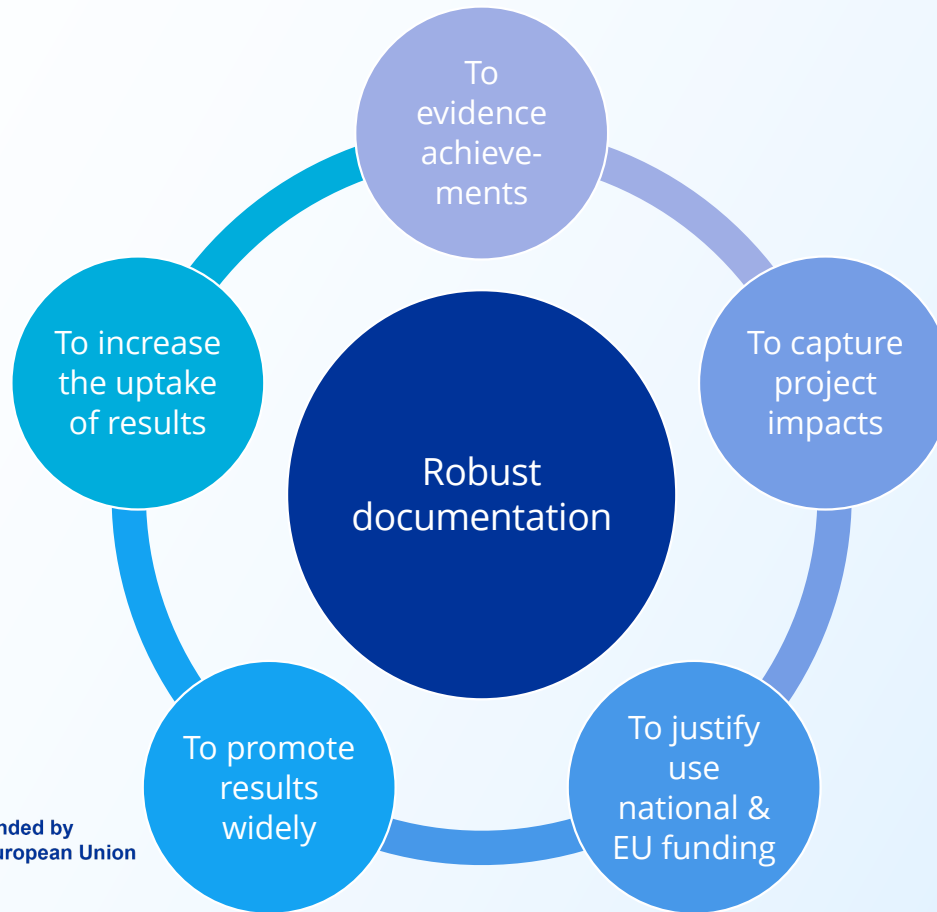 To
evidence
achieve-
ments
To capture
project
impacts
To justify
use
national &
EU funding
To promote
results
widely
To increase
the uptake
of results
Robust
documentation
nded by
uropean Union